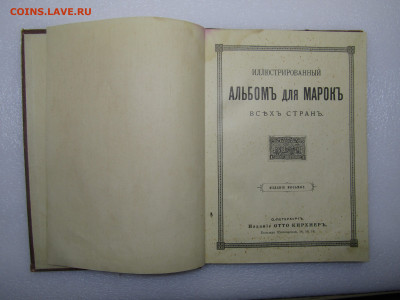 COINS.LAVE.RU
ИЛЛЮСТРИРОВАННЫЙ
АЛЬБОМЪ для МАРОКЪ
ВСѢХЪ СТРАНЪ.
С.-ПЕТЕРБУРГЪ.
Изданіе ОТТО КИРХНЕРЪ.